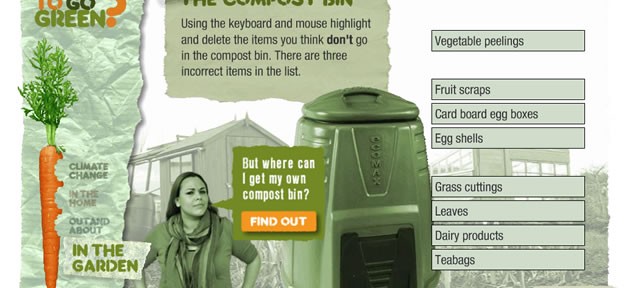 TO GO
GREEN?
THE COMPOST BIN
Using the keyboard and mouse highlight
and delete the items you think don't go
in the compost bin. There are three
incorrect items in the list.
Vegetable peelings
Fruit scraps
Card board egg boxes
Egg shells
Grass cuttings
Leaves
Dairy products
Teabags
But where can
I get my own
compost bin?
FIND OUT
CLIMATE
CHANGE
IN THE
HOME
OUT AND
ABOUT
IN THE
GARDEN